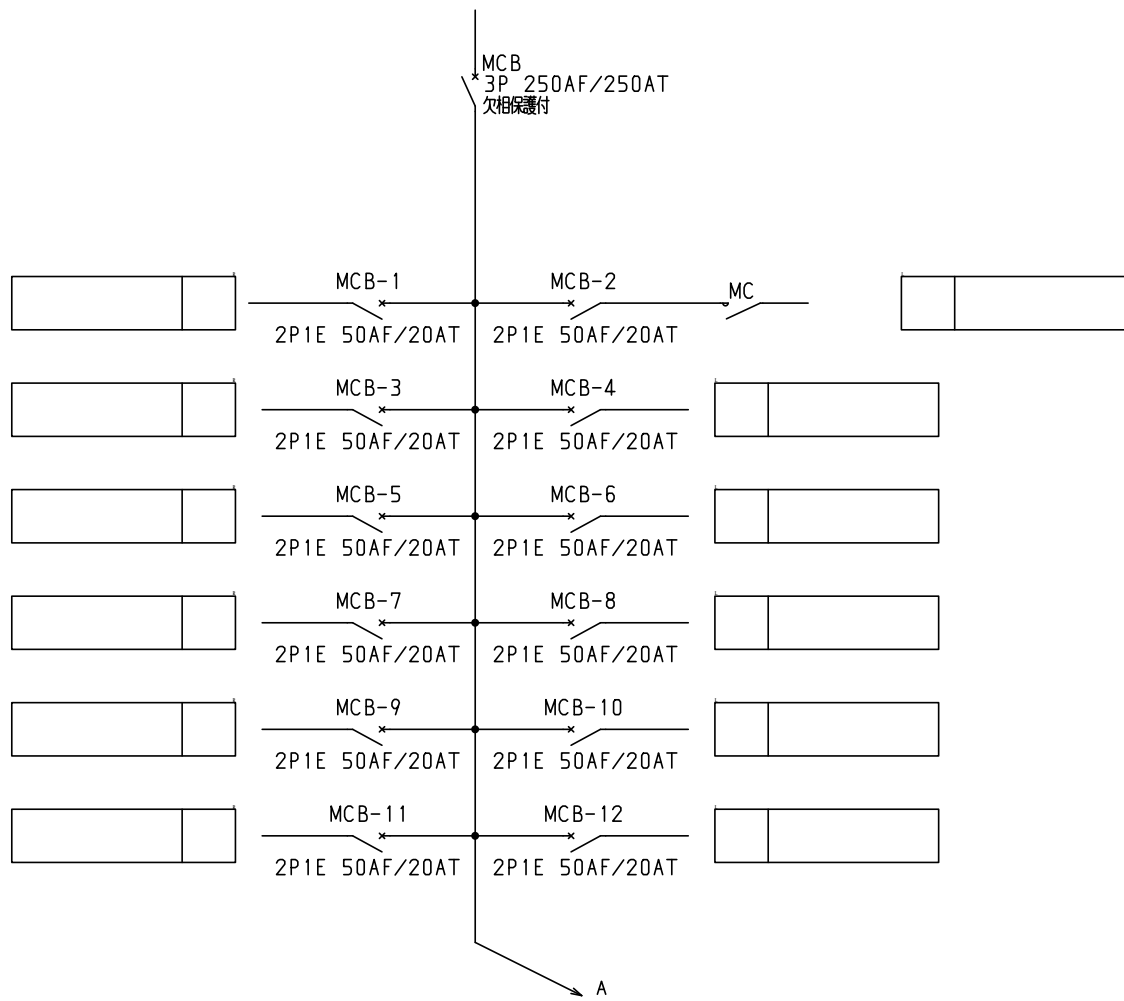 MCB
3P 250AF/250AT
欠相保護付
MCB-1
MCB-2
MC
2P1E 50AF/20AT
2P1E 50AF/20AT
MCB-3
MCB-4
2P1E 50AF/20AT
2P1E 50AF/20AT
MCB-5
MCB-6
2P1E 50AF/20AT
2P1E 50AF/20AT
MCB-7
MCB-8
2P1E 50AF/20AT
2P1E 50AF/20AT
MCB-9
MCB-10
2P1E 50AF/20AT
2P1E 50AF/20AT
MCB-11
MCB-12
2P1E 50AF/20AT
2P1E 50AF/20AT
A